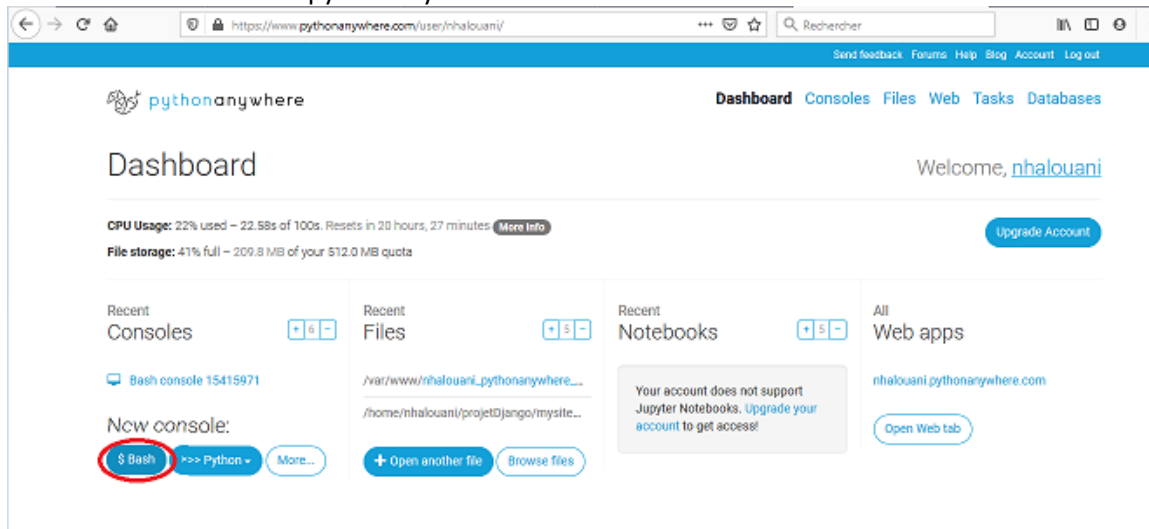 https://www.pythonanywhere.com/user/nhalouani/
Rechercher
Send feedback Forums Help Blog Account Log out
pythonanywhere
Dashboard Consoles Files Web Tasks Databases
Dashboard
Welcome, nhalouani
CPU Usage: 22% used – 22.58s of 100s. Resets in 20 hours, 27 minutes More Info
File storage: 41% full – 209.8 MB of your 512.0 MB quota
Upgrade Account
Recent
Consoles
+ 6 -
Bash console 15415971
New console:
$ Bash
>>> Python
More...
Recent
Files
+ 5 -
/var/www/nhalouani_pythonanywhere_...
/home/nhalouani/projetDjango/mysite...
+ Open another file
Browse files
Recent
Notebooks
+ 5 -
Your account does not support
Jupyter Notebooks. Upgrade your
account to get access!
All
Web apps
nhalouani.pythonanywhere.com
Open Web tab